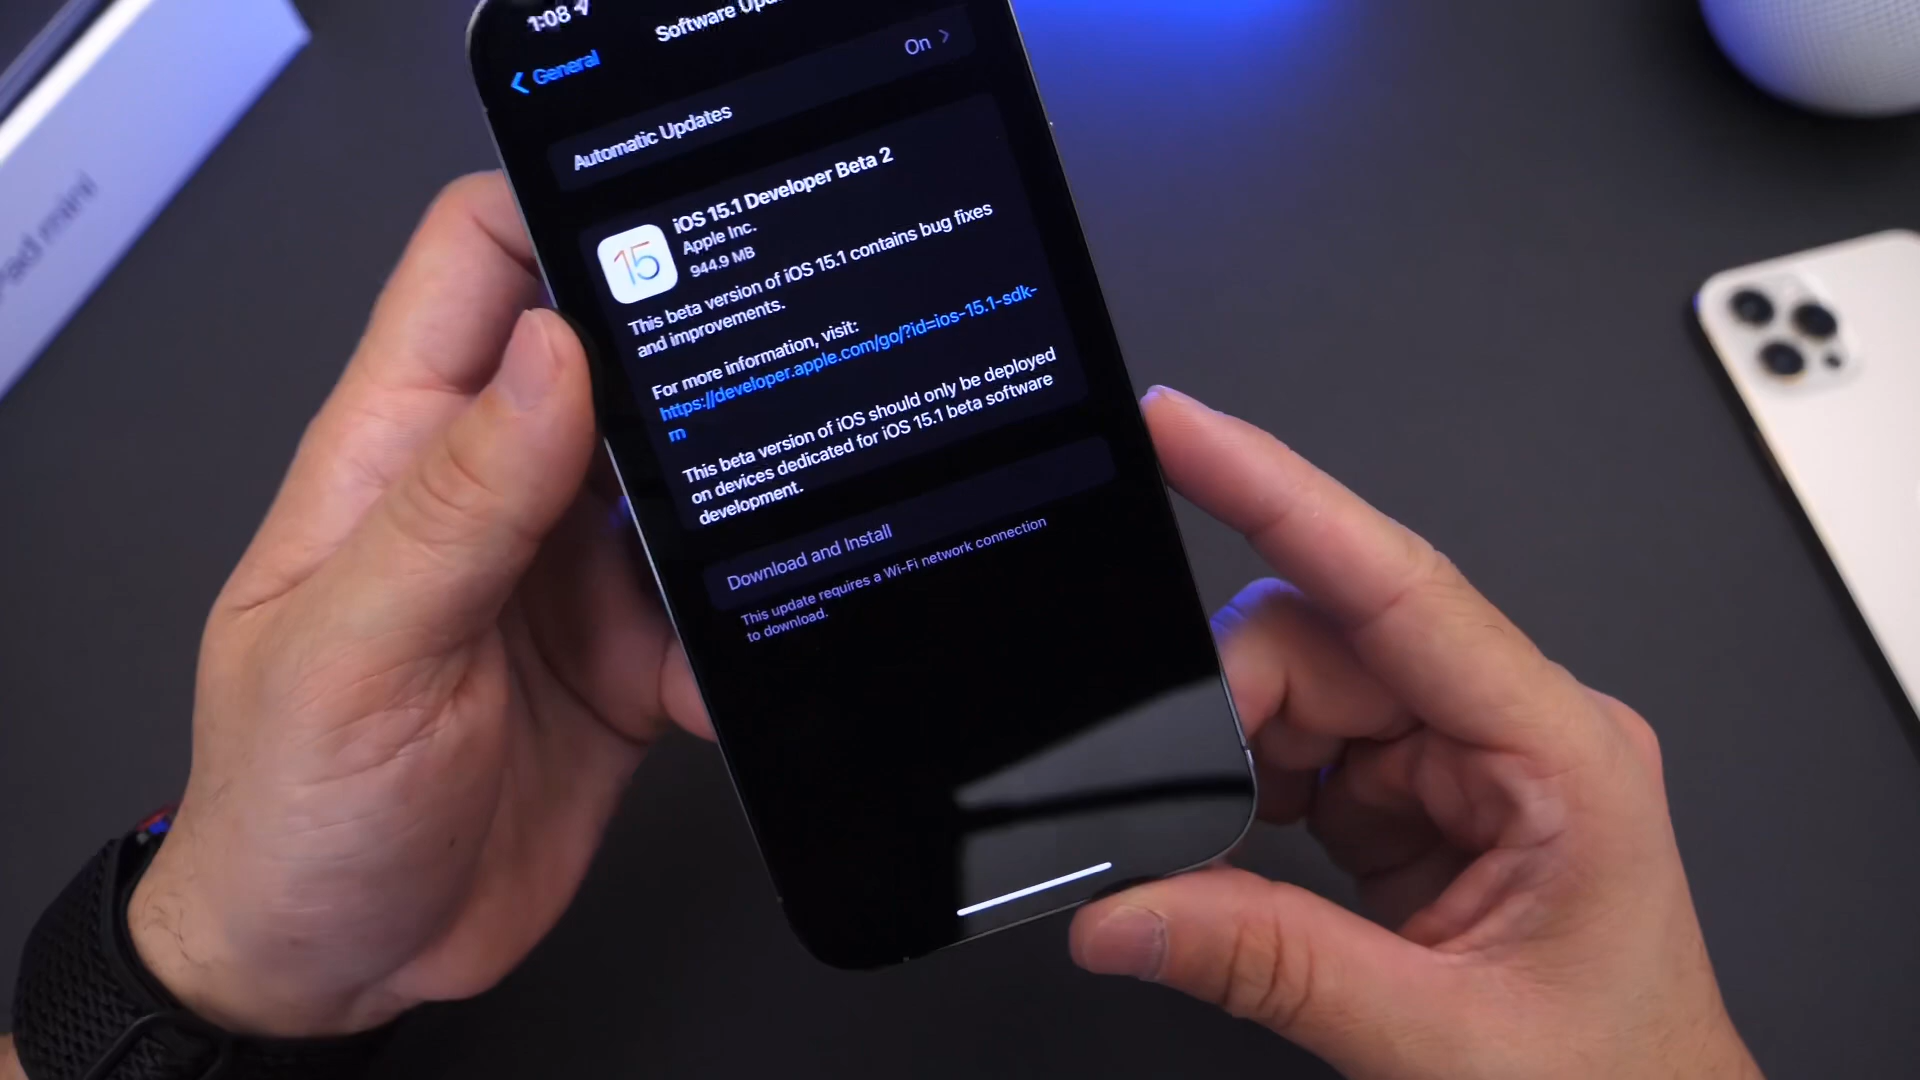 1:08
General
Software
Automatic Updates
On
15
iOS 15.1 Developer Beta 2
Apple Inc.
944.9 MB
This beta version of iOS 15.1 contains bug fixes
and improvements.
For more information, visit:
https://developer.apple.com/go/?id=ios-15.1-sdk-
rn
This beta version of iOS should only be deployed
on devices dedicated for iOS 15.1 beta software
development.
Download and Install
This update requires a Wi-Fi network connection
to download.
mini